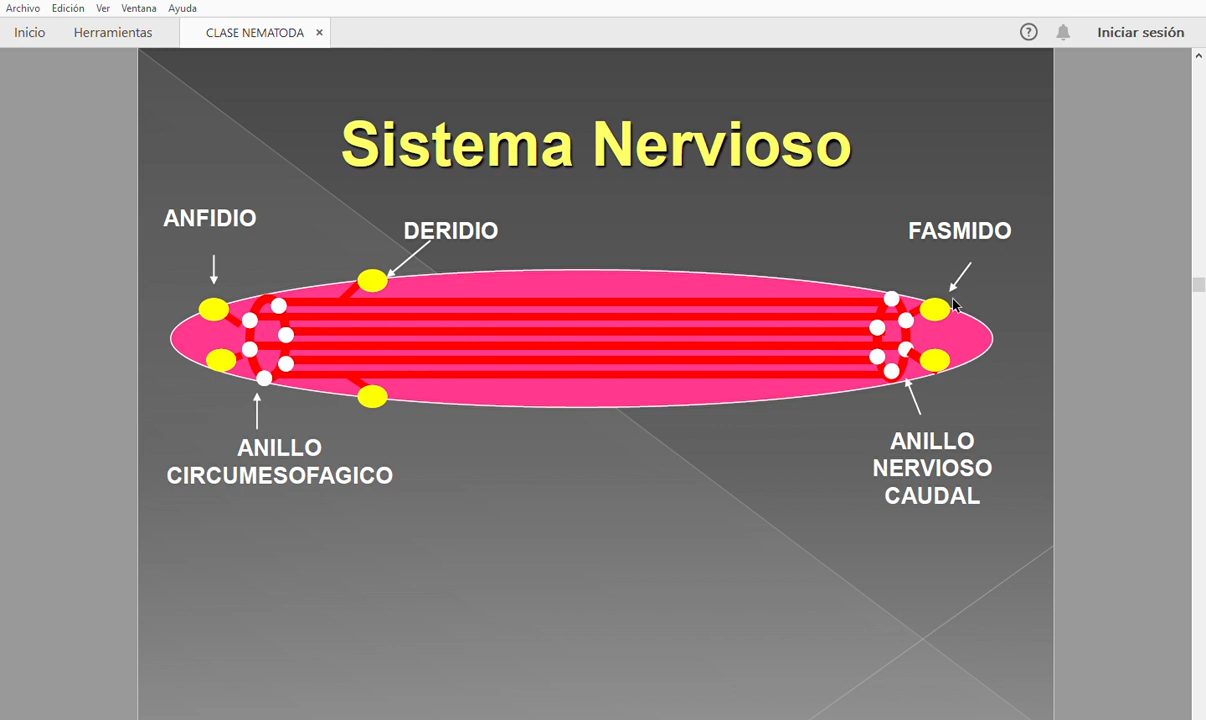 Archivo Edición Ver Ventana Ayuda
Inicio Herramientas CLASE NEMATODA × ? Iniciar sesión
Sistema Nervioso
ANFIDIO
DERIDIO
FASMIDO
ANILLO
CIRCUMESOFAGICO
ANILLO
NERVIOSO
CAUDAL